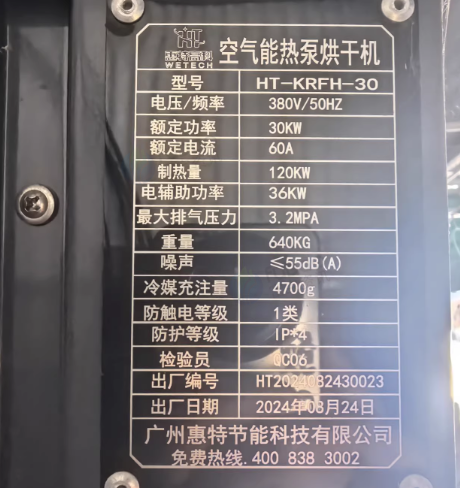 HT
WETECH
空气能热泵烘干机
型号 HT-KRFH-30
电压/频率 380V/50HZ
额定功率 30KW
额定电流 60A
制热量 120KW
电辅助功率 36KW
最大排气压力 3.2MPA
重量 640KG
噪声 ≤55dB(A)
冷媒充注量 4700g
防触电等级 1类
防护等级 IP*4
检验员 QC06
出厂编号 HT2024082430023
出厂日期 2024年08月24日
广州惠特节能科技有限公司
免费热线.400 838 3002